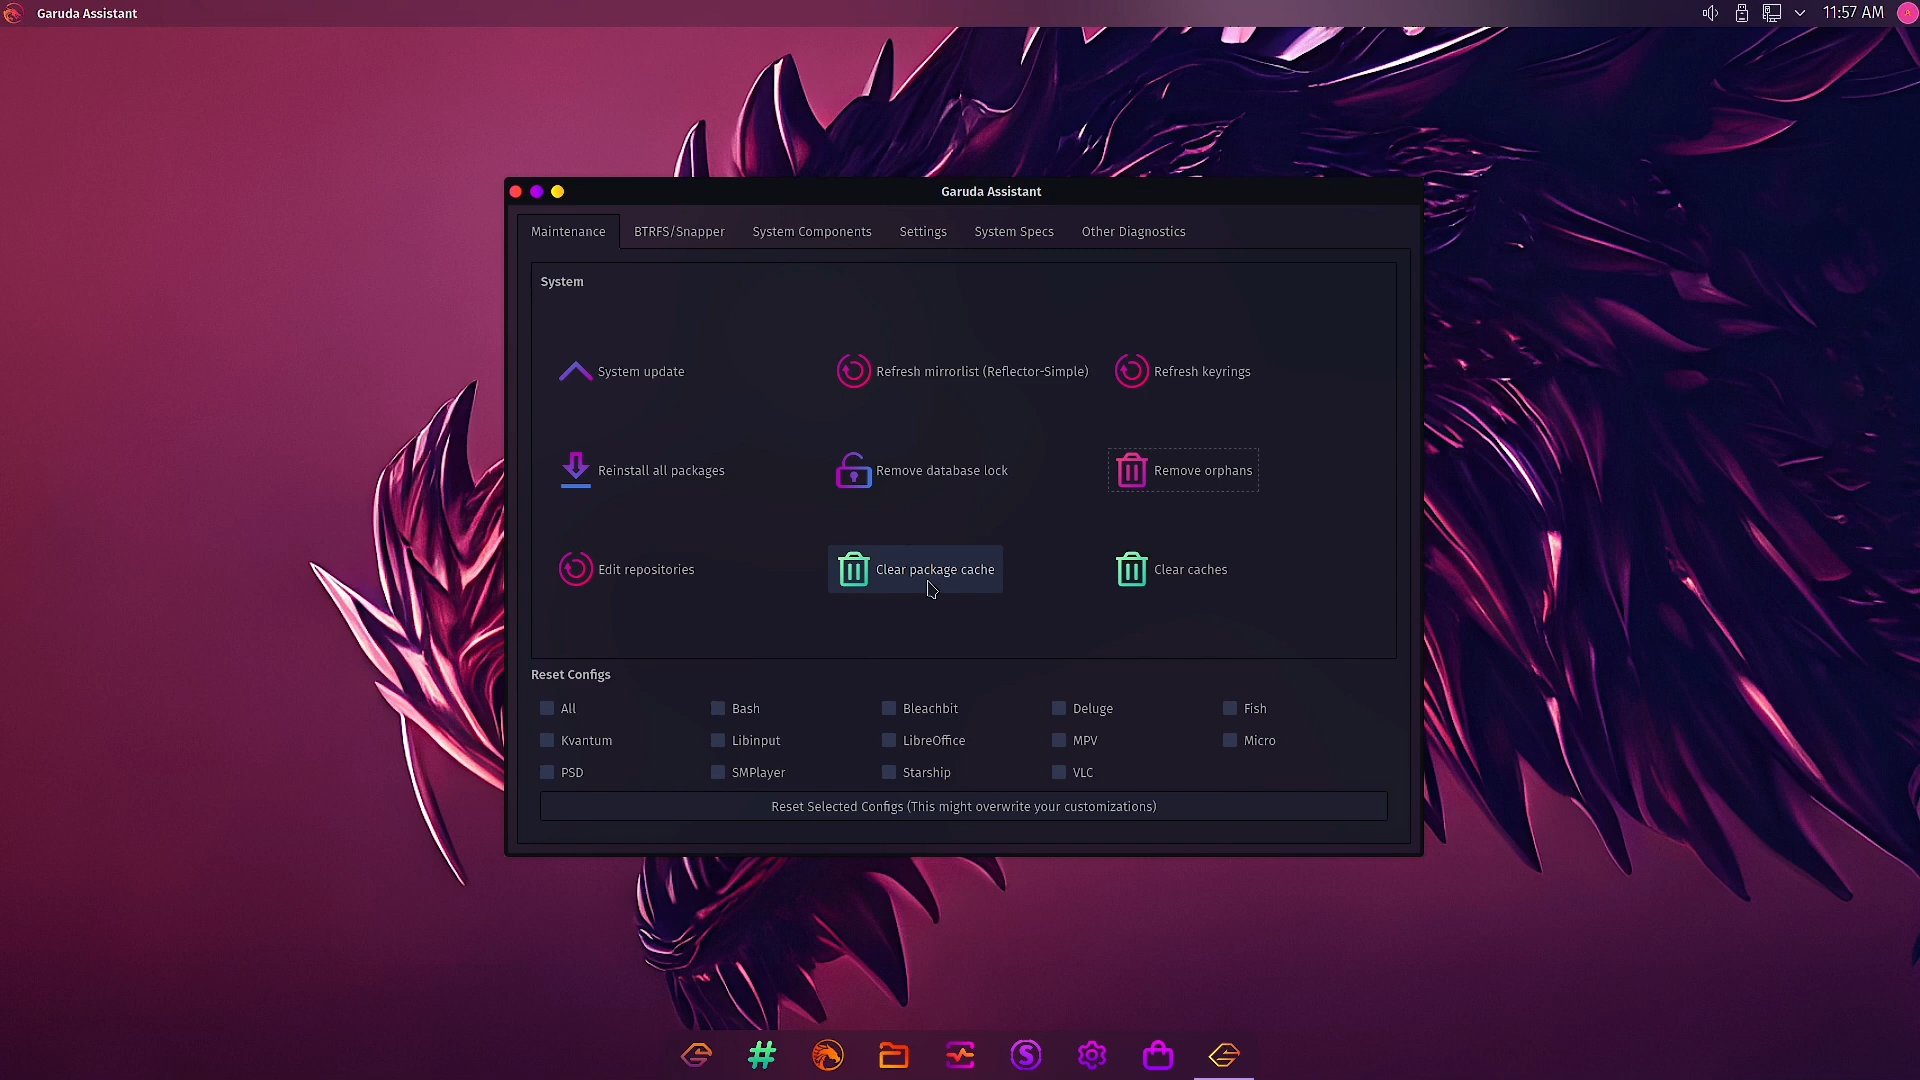 Garuda Assistant
11:57 AM
Garuda Assistant
Maintenance BTRFS/Snapper System Components Settings System Specs Other Diagnostics
System
System update Refresh mirrorlist (Reflector-Simple) Refresh keyrings
Reinstall all packages Remove database lock Remove orphans
Edit repositories Clear package cache Clear caches
Reset Configs
All Bash Bleachbit Deluge Fish
Kvantum Libinput LibreOffice MPV Micro
PSD SMPlayer Starship VLC
Reset Selected Configs (This might overwrite your customizations)